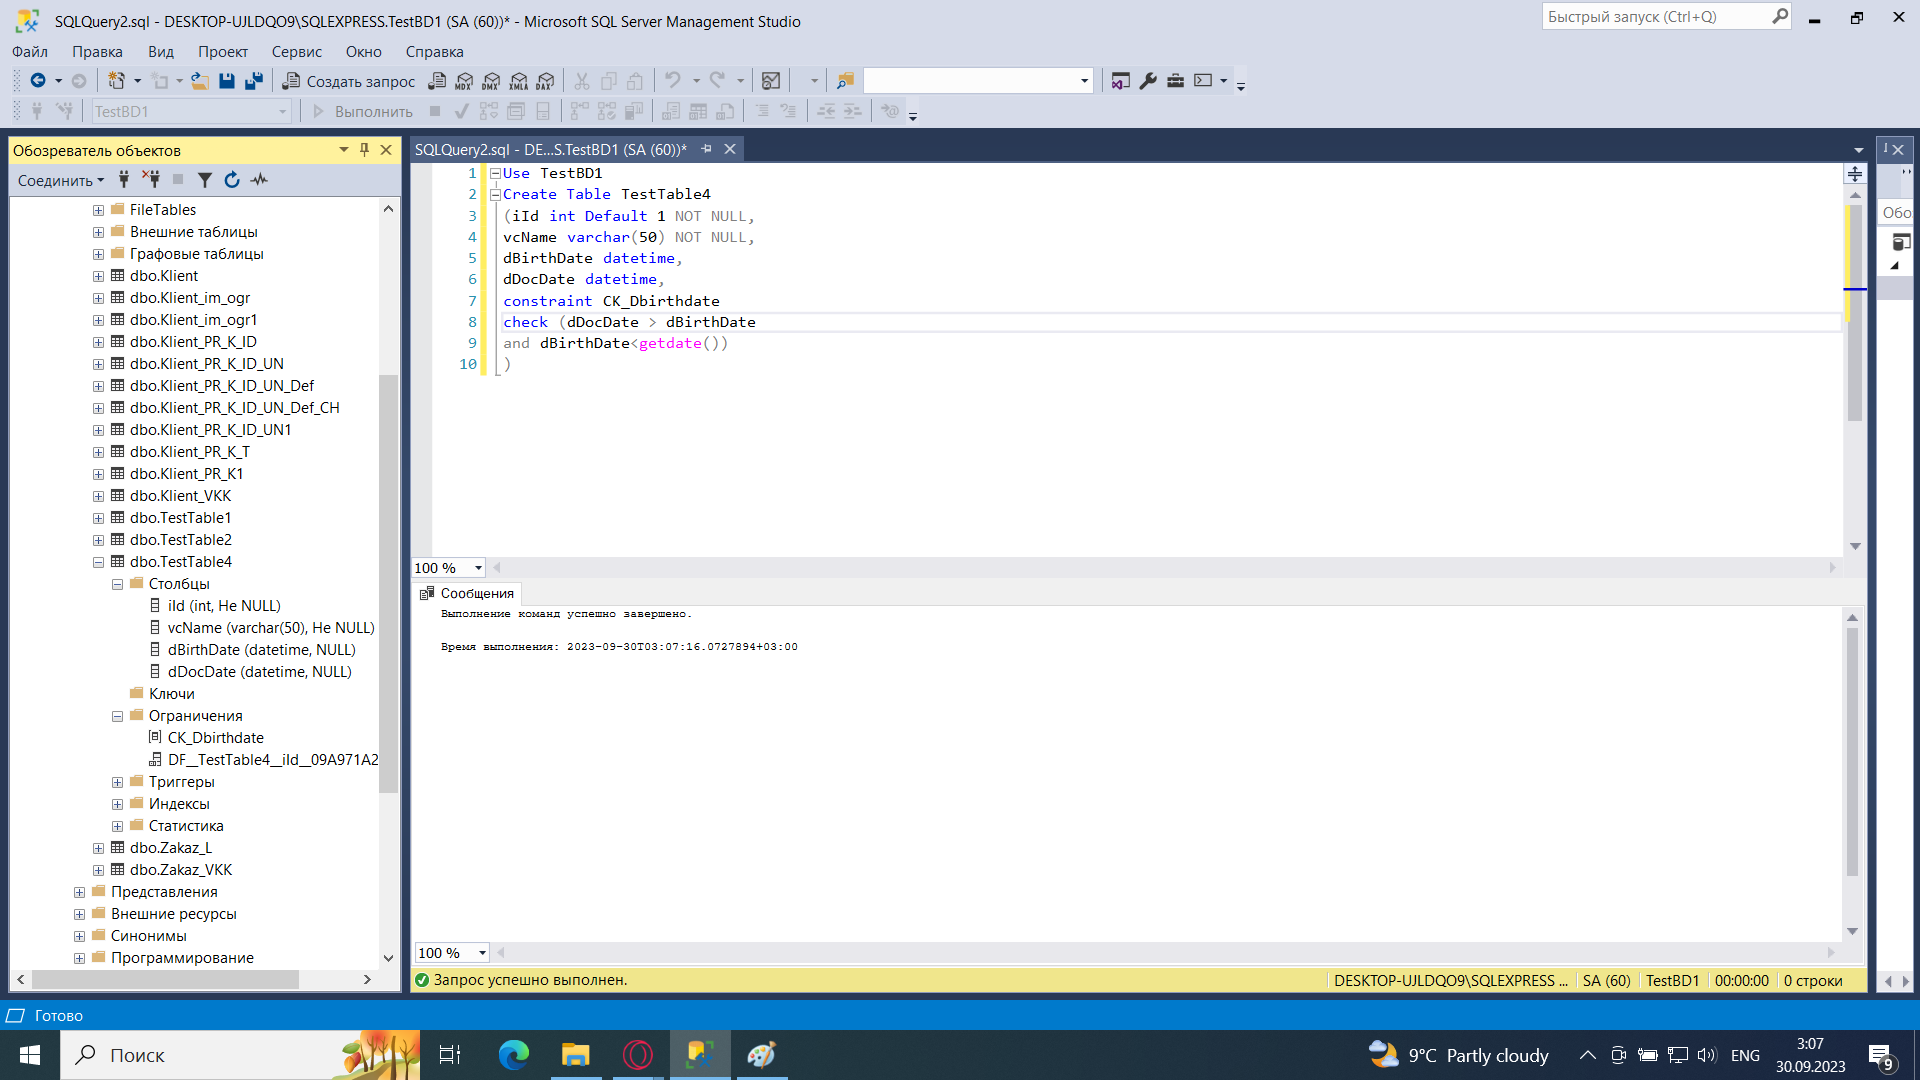 SQLQuery2.sql - DESKTOP-UJLDQO9\SQLEXPRESS.TestBD1 (SA (60))* - Microsoft SQL Server Management Studio
Быстрый запуск (Ctrl+Q)
Файл Правка Вид Проект Сервис Окно Справка
Создать запрос MDX DMX XMLA DAX
TestBD1 Выполнить
Обозреватель объектов
Соединить
FileTables
Внешние таблицы
Графовые таблицы
dbo.Klient
dbo.Klient_im_ogr
dbo.Klient_im_ogr1
dbo.Klient_PR_K_ID
dbo.Klient_PR_K_ID_UN
dbo.Klient_PR_K_ID_UN_Def
dbo.Klient_PR_K_ID_UN_Def_CH
dbo.Klient_PR_K_ID_UN1
dbo.Klient_PR_K_T
dbo.Klient_PR_K1
dbo.Klient_VKK
dbo.TestTable1
dbo.TestTable2
dbo.TestTable4
Столбцы
iId (int, Не NULL)
vcName (varchar(50), Не NULL)
dBirthDate (datetime, NULL)
dDocDate (datetime, NULL)
Ключи
Ограничения
CK_Dbirthdate
DF__TestTable4__iId__09A971A2
Триггеры
Индексы
Статистика
dbo.Zakaz_L
dbo.Zakaz_VKK
Представления
Внешние ресурсы
Синонимы
Программирование
SQLQuery2.sql - DE...S.TestBD1 (SA (60))*
1 Use TestBD1
2 Create Table TestTable4
3 (iId int Default 1 NOT NULL,
4 vcName varchar(50) NOT NULL,
5 dBirthDate datetime,
6 dDocDate datetime,
7 constraint CK_Dbirthdate
8 check (dDocDate > dBirthDate
9 and dBirthDate<getdate())
10 )
100 %
Сообщения
Выполнение команд успешно завершено.
Время выполнения: 2023-09-30T03:07:16.0727894+03:00
100 %
Запрос успешно выполнен. DESKTOP-UJLDQO9\SQLEXPRESS ... SA (60) TestBD1 00:00:00 0 строки
Обо
Готово
Поиск
9°C Partly cloudy ENG
3:07
30.09.2023
9